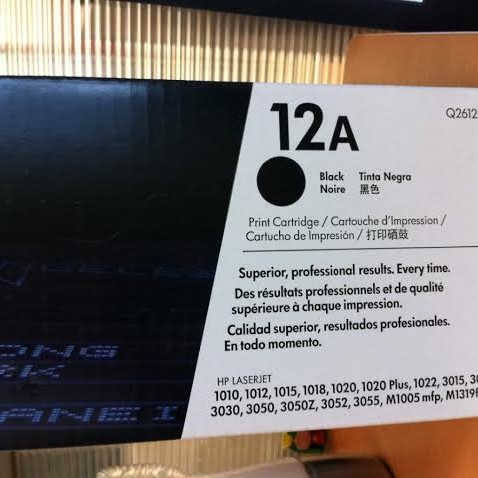 12A
Q2612
Black Tinta Negra
Noire 黑色
Print Cartridge / Cartouche d'Impression /
Cartucho de Impresión / 打印硒鼓
Superior, professional results. Every time.
Des résultats professionnels et de qualité
supérieure à chaque impression.
Calidad superior, resultados profesionales.
En todo momento.
HP LASERJET
1010, 1012, 1015, 1018, 1020, 1020 Plus, 1022, 3015,
3030, 3050, 3050Z, 3052, 3055, M1005 mfp, M1319f